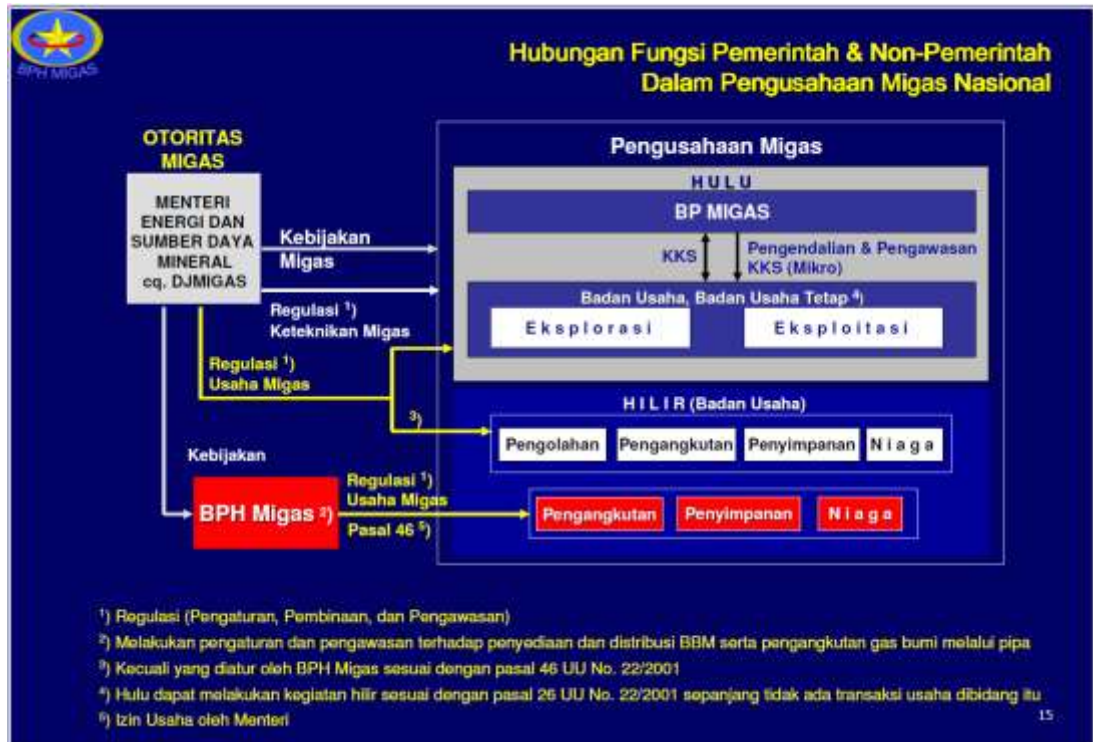 BPH MIGAS
Hubungan Fungsi Pemerintah & Non-Pemerintah
Dalam Pengusahaan Migas Nasional
OTORITAS
MIGAS
MENTERI
ENERGI DAN
SUMBER DAYA
MINERAL
cq. DJMIGAS
Kebijakan
Migas
Regulasi ¹)
Keteknikan Migas
Regulasi ¹)
Usaha Migas
³)
Kebijakan
BPH Migas ²)
Regulasi ¹)
Usaha Migas
Pasal 46 ⁵)
Pengusahaan Migas
H U L U
BP MIGAS
KKS
Pengendalian & Pengawasan
KKS (Mikro)
Badan Usaha, Badan Usaha Tetap ⁴)
E k s p l o r a s i
E k s p l o i t a s i
H I L I R (Badan Usaha)
Pengolahan
Pengangkutan
Penyimpanan
N i a g a
Pengangkutan
Penyimpanan
N i a g a
¹) Regulasi (Pengaturan, Pembinaan, dan Pengawasan)
²) Melakukan pengaturan dan pengawasan terhadap penyediaan dan distribusi BBM serta pengangkutan gas bumi melalui pipa
³) Kecuali yang diatur oleh BPH Migas sesuai dengan pasal 46 UU No. 22/2001
⁴) Hulu dapat melakukan kegiatan hilir sesuai dengan pasal 26 UU No. 22/2001 sepanjang tidak ada transaksi usaha dibidang itu
⁵) Izin Usaha oleh Menteri
15